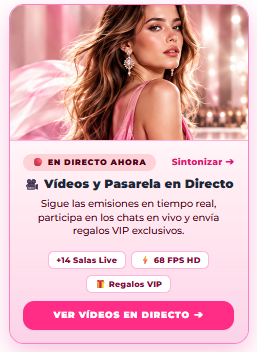 EN DIRECTO AHORA
Sintonizar ➔
Vídeos y Pasarela en Directo
Sigue las emisiones en tiempo real,
participa en los chats en vivo y envía
regalos VIP exclusivos.
+14 Salas Live
68 FPS HD
Regalos VIP
VER VÍDEOS EN DIRECTO ➔